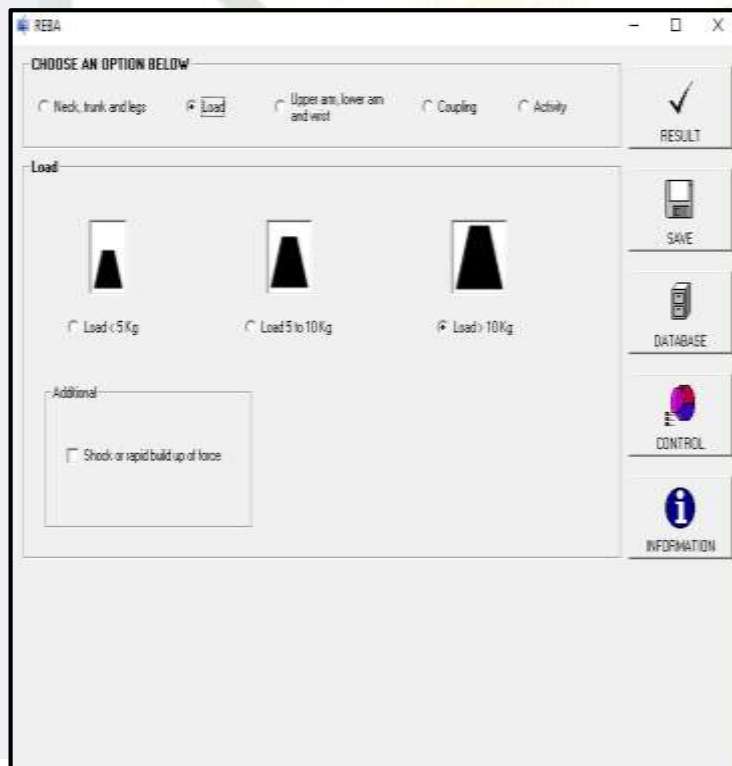 REBA
CHOOSE AN OPTION BELOW
Neck, trunk and legs
Load
Upper arm, lower arm
and wrist
Coupling
Activity
RESULT
Load
SAVE
Load < 5 Kg
Load 5 to 10 Kg
Load > 10 Kg
DATABASE
Additional
Shock or rapid build up of force
CONTROL
INFORMATION